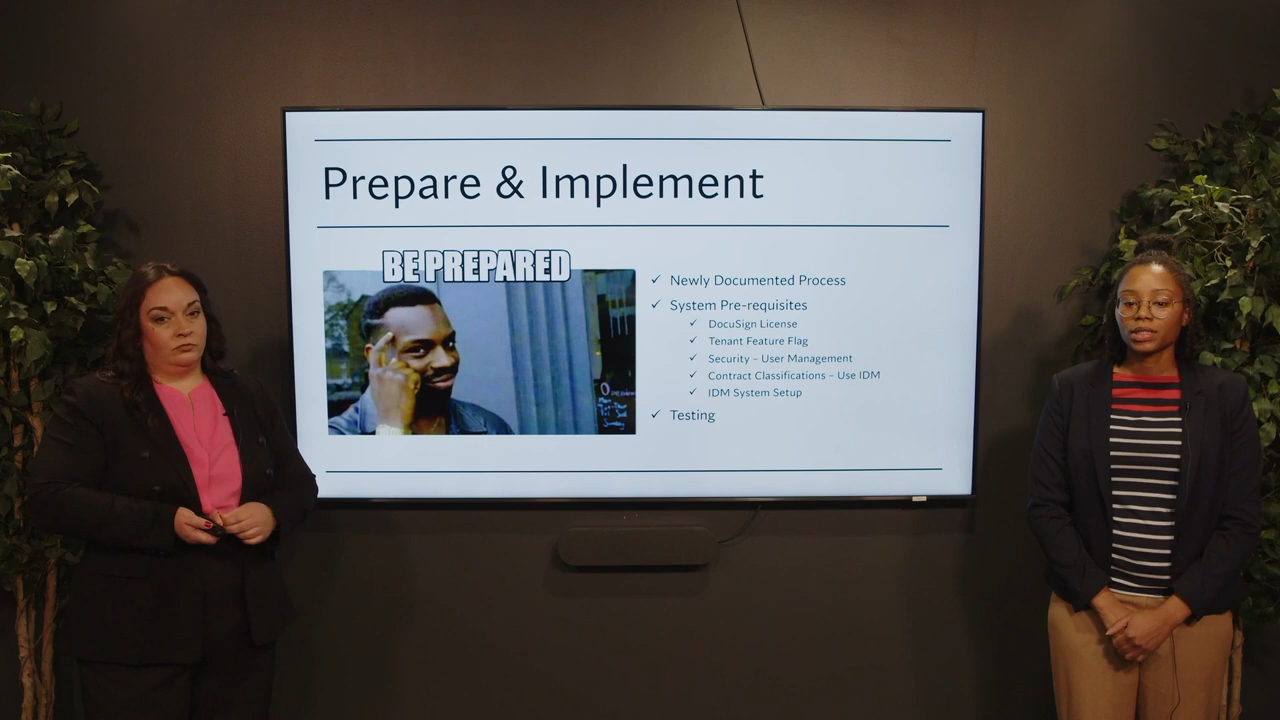 Prepare & Implement
BE PREPARED
✓ Newly Documented Process
✓ System Pre-requisites
✓ DocuSign License
✓ Tenant Feature Flag
✓ Security – User Management
✓ Contract Classifications – Use IDM
✓ IDM System Setup
✓ Testing